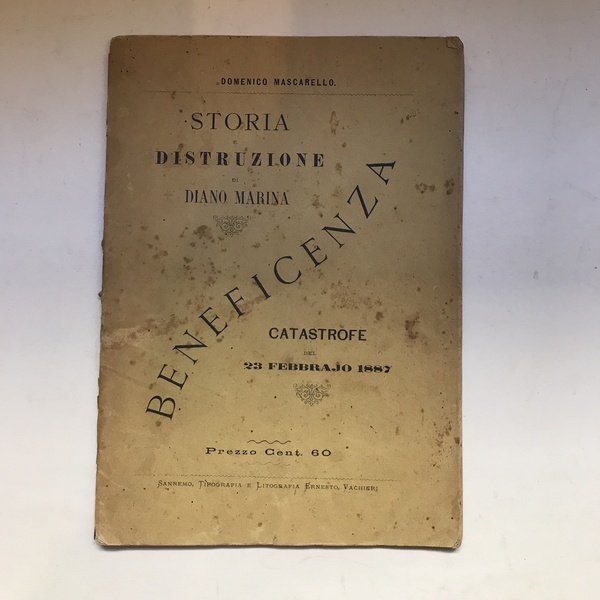 DOMENICO MASCARELLO.
STORIA
E
DISTRUZIONE
DI
DIANO MARINA
BENEFICENZA
CATASTROFE
DEL
23 FEBBRAJO 1887
Prezzo Cent. 60
SANREMO, TIPOGRAFIA E LITOGRAFIA ERNESTO, VACHIERI